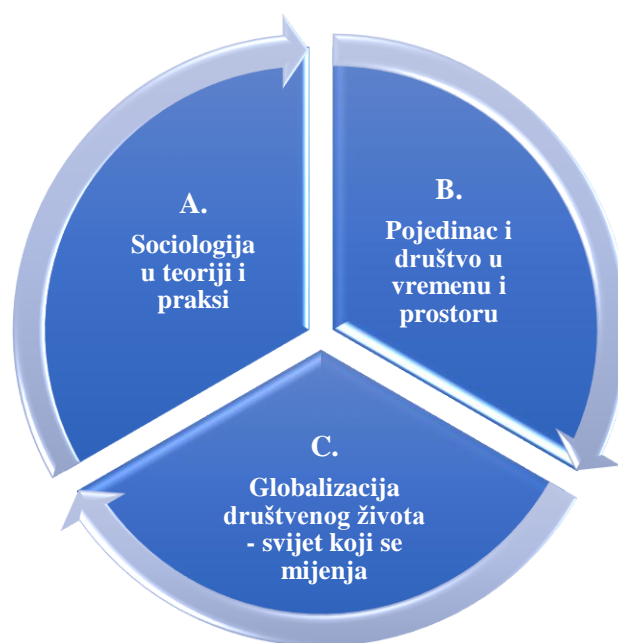 A.
Sociologija
u teoriji i
praksi
B.
Pojedinac i
društvo u
vremenu i
prostoru
C.
Globalizacija
društvenog života
- svijet koji se
mijenja